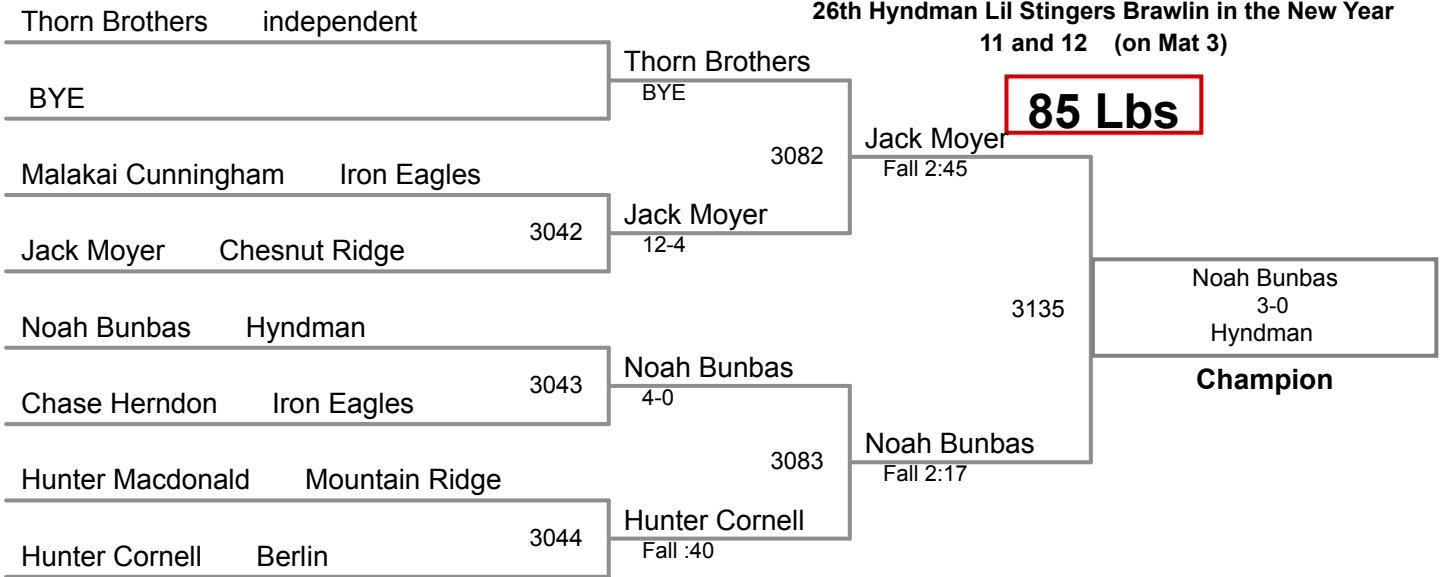 26th Hyndman Lil Stingers Brawlin in the New Year
11 and 12 (on Mat 3)
85 Lbs
Thorn Brothers independent
BYE
Malakai Cunningham Iron Eagles
3042
Jack Moyer Chesnut Ridge
Noah Bunbas Hyndman
3043
Chase Herndon Iron Eagles
Hunter Macdonald Mountain Ridge
3044
Hunter Cornell Berlin
Thorn Brothers
BYE
3082
Jack Moyer
12-4
Noah Bunbas
4-0
3083
Hunter Cornell
Fall :40
Jack Moyer
Fall 2:45
3135
Noah Bunbas
Fall 2:17
Noah Bunbas
3-0
Hyndman
Champion